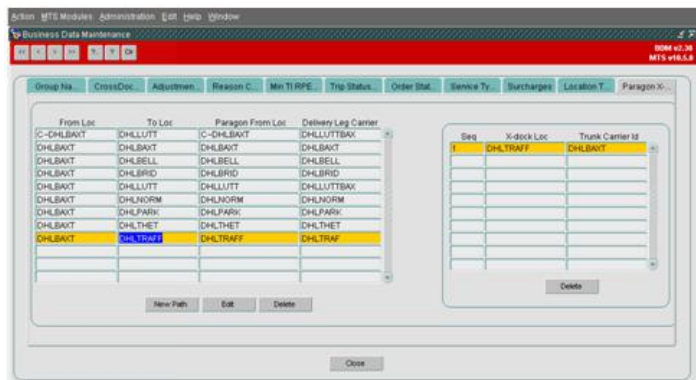 Action MTS Modules Administration Edit Help Window
Business Data Maintenance
BDM v2.30
MTS v10.5.0
Group Na... CrossDoc... Adjustmen... Reason C... Min TI RPE... Trip Status... Order Stat... Service Ty... Surcharges Location T... Paragon X-...
From Loc To Loc Paragon From Loc Delivery Leg Carrier
C-DHLBAXT DHLLUTT C-DHLBAXT DHLLUTTBAX
DHLBAXT DHLBAXT DHLBAXT DHLBAXT
DHLBAXT DHLBELL DHLBELL DHLBELL
DHLBAXT DHLBRID DHLBRID DHLBRID
DHLBAXT DHLLUTT DHLLUTT DHLLUTTBAX
DHLBAXT DHLNORM DHLNORM DHLNORM
DHLBAXT DHLPARK DHLPARK DHLPARK
DHLBAXT DHLTHET DHLTHET DHLTHET
DHLBAXT DHLTRAFF DHLTRAFF DHLTRAF
New Path Edit Delete
Seq X-dock Loc Trunk Carrier Id
1 DHLTRAFF DHLBAXT
Delete
Close